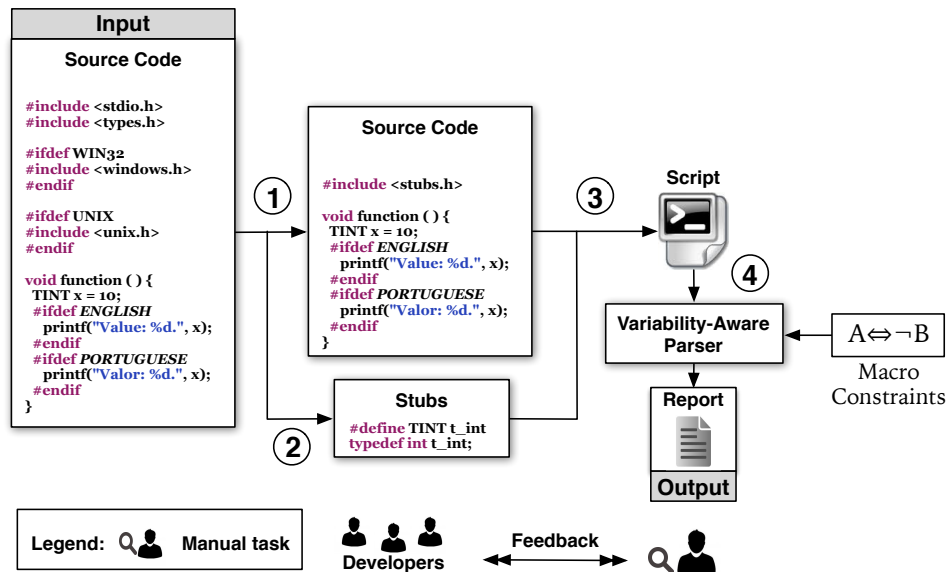 Input
Source Code
#include <stdio.h>
#include <types.h>
#ifdef WIN32
#include <windows.h>
#endif
#ifdef UNIX
#include <unix.h>
#endif
void function ( ) {
TINT x = 10;
#ifdef ENGLISH
printf("Value: %d.", x);
#endif
#ifdef PORTUGUESE
printf("Valor: %d.", x);
#endif
}
1
Source Code
#include <stubs.h>
void function ( ) {
TINT x = 10;
#ifdef ENGLISH
printf("Value: %d.", x);
#endif
#ifdef PORTUGUESE
printf("Valor: %d.", x);
#endif
}
2
Stubs
#define TINT t_int
typedef int t_int;
3
Script
>_
4
Variability-Aware
Parser
A⇔¬B
Macro
Constraints
Report
Output
Legend:
Manual task
Developers
Feedback